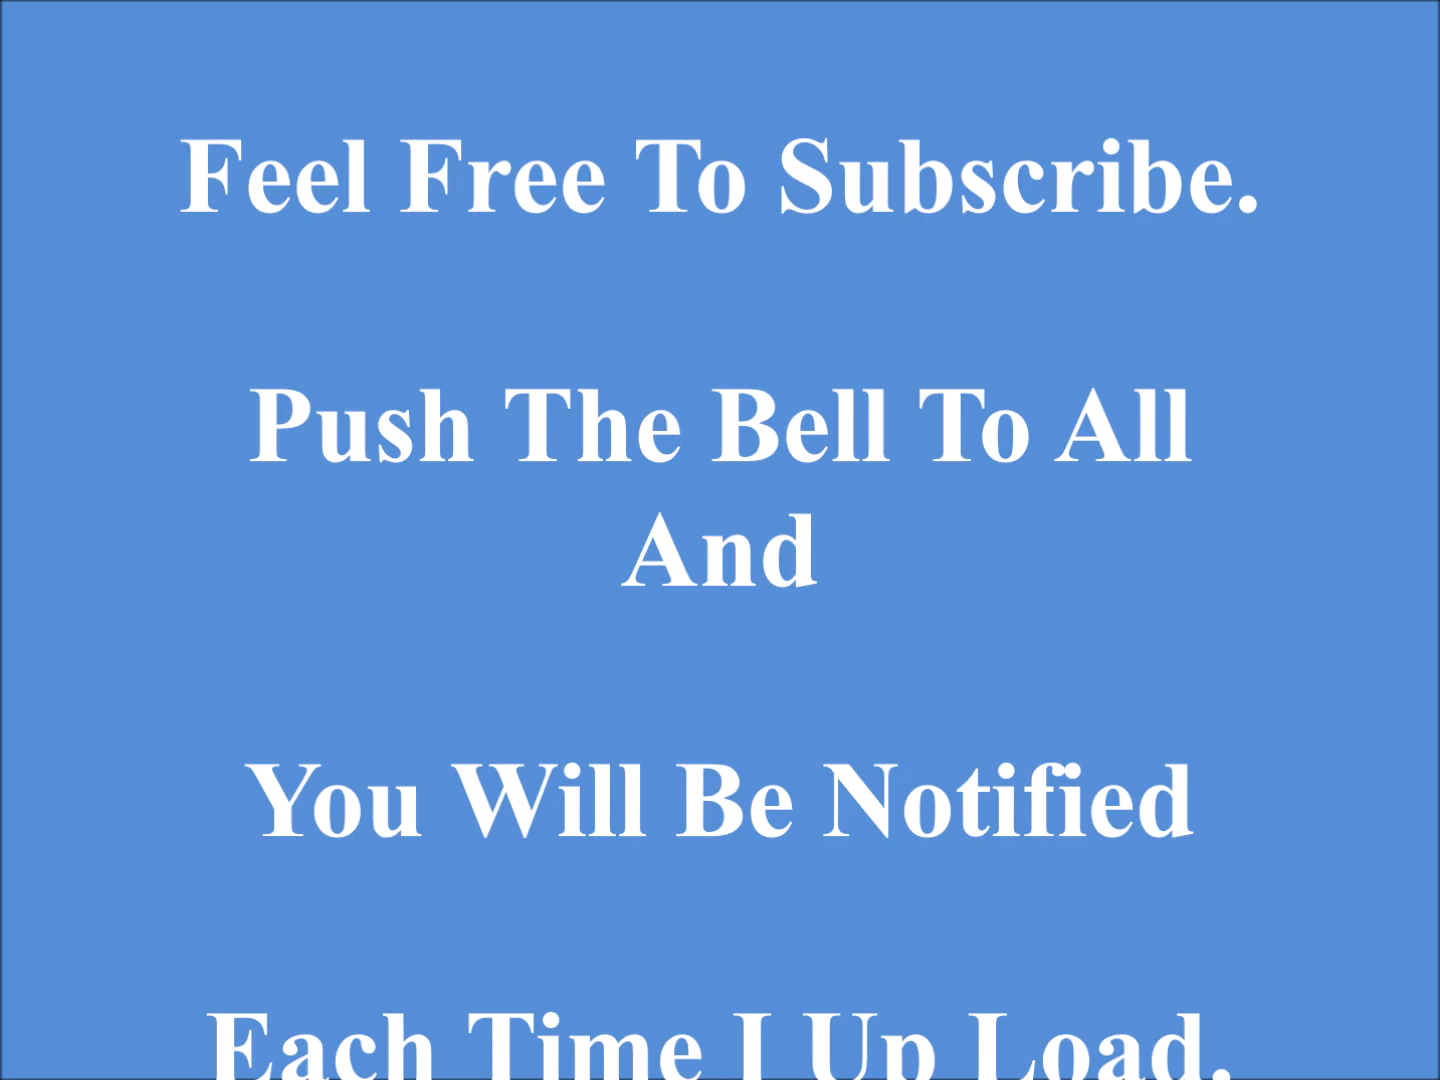 Feel Free To Subscribe.
Push The Bell To All
And
You Will Be Notified
Each Time I Up Load.